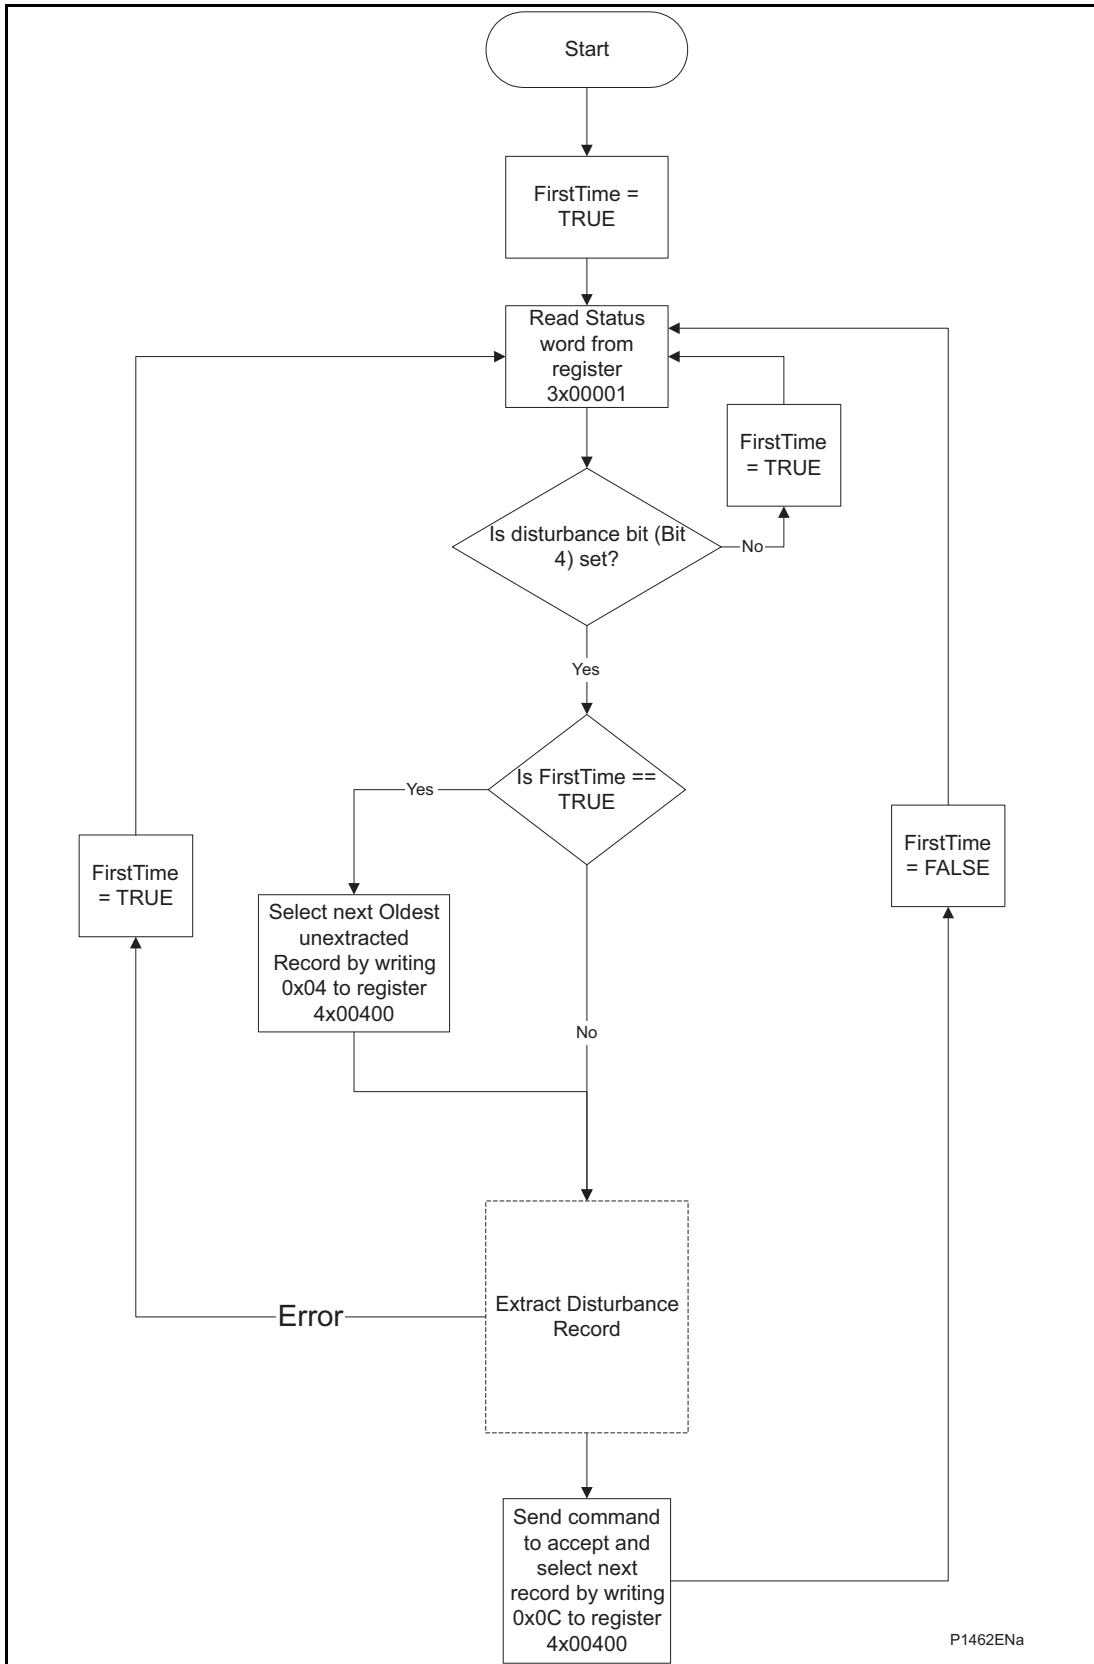 Start
FirstTime =
TRUE
Read Status
word from
register
3x00001
FirstTime
= TRUE
Is disturbance bit (Bit
4) set?
No
Yes
Is FirstTime ==
TRUE
Yes
FirstTime
= TRUE
FirstTime
= FALSE
Select next Oldest
unextracted
Record by writing
0x04 to register
4x00400
No
Extract Disturbance
Record
Error
Send command
to accept and
select next
record by writing
0x0C to register
4x00400
P1462ENa